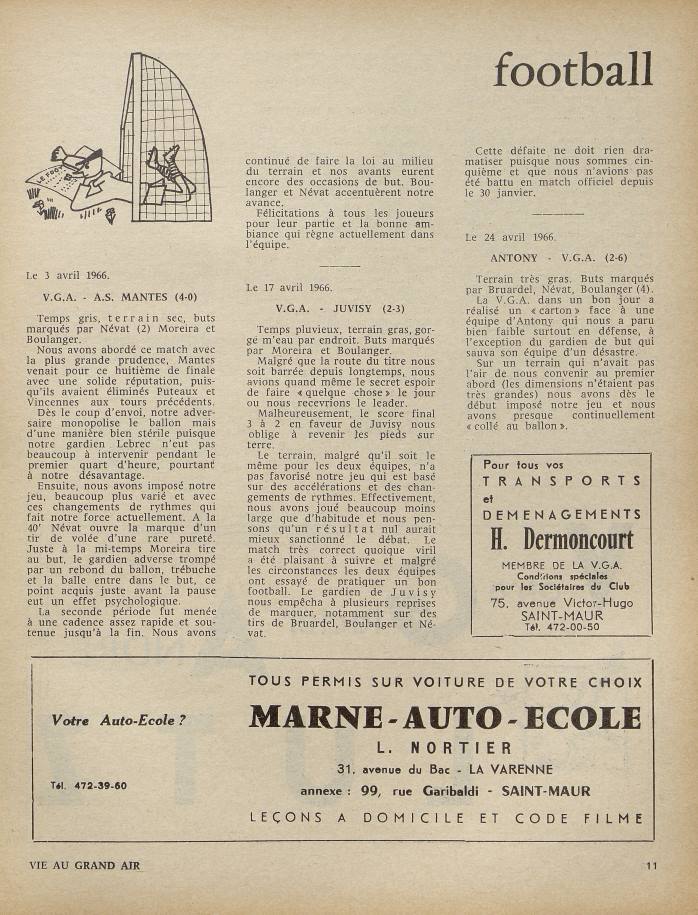 football
LE FOOT
Le 3 avril 1966.
V.G.A. - A.S. MANTES (4-0)
Temps gris, terrain sec, buts
marqués par Névat (2) Moreira et
Boulanger.
Nous avons abordé ce match avec
la plus grande prudence, Mantes
venait pour ce huitième de finale
avec une solide réputation, puis-
qu'ils avaient éliminés Puteaux et
Vincennes aux tours précédents.
Dès le coup d'envoi, notre adver-
saire monopolise le ballon mais
d'une manière bien stérile puisque
notre gardien Lebrec n'eut pas
beaucoup à intervenir pendant le
premier quart d'heure, pourtant
à notre désavantage.
Ensuite, nous avons imposé notre
jeu, beaucoup plus varié et avec
ces changements de rythmes qui
fait notre force actuellement. A la
40' Névat ouvre la marque d'un
tir de volée d'une rare pureté.
Juste à la mi-temps Moreira tire
au but, le gardien adverse trompé
par un rebond du ballon, trébuche
et la balle entre dans le but, ce
point acquis juste avant la pause
eut un effet psychologique.
La seconde période fut menée
à une cadence assez rapide et sou-
tenue jusqu'à la fin. Nous avons
continué de faire la loi au milieu
du terrain et nos avants eurent
encore des occasions de but. Bou-
langer et Névat accentuèrent notre
avance.
Félicitations à tous les joueurs
pour leur partie et la bonne am-
biance qui règne actuellement dans
l'équipe.
Le 17 avril 1966.
V.G.A. - JUVISY (2-3)
Temps pluvieux, terrain gras, gor-
gé m'eau par endroit. Buts marqués
par Moreira et Boulanger.
Malgré que la route du titre nous
soit barrée depuis longtemps, nous
avions quand même le secret espoir
de faire « quelque chose » le jour
ou nous recevrions le leader.
Malheureusement, le score final
3 à 2 en faveur de Juvisy nous
oblige à revenir les pieds sur
terre.
Le terrain, malgré qu'il soit le
même pour les deux équipes, n'a
pas favorisé notre jeu qui est basé
sur des accélérations et des chan-
gements de rythmes. Effectivement,
nous avons joué beaucoup moins
large que d'habitude et nous pen-
sons qu'un résultat nul aurait
mieux sanctionné le débat. Le
match très correct quoique viril
a été plaisant à suivre et malgré
les circonstances les deux équipes
ont essayé de pratiquer un bon
football. Le gardien de Juvisy
nous empêcha à plusieurs reprises
de marquer, notamment sur des
tirs de Bruardel, Boulanger et Né-
vat.
Cette défaite ne doit rien dra-
matiser puisque nous sommes cin-
quième et que nous n'avions pas
été battu en match officiel depuis
le 30 janvier.
Le 24 avril 1966.
ANTONY - V.G.A. (2-6)
Terrain très gras. Buts marqués
par Bruardel, Névat, Boulanger (4).
La V.G.A. dans un bon jour a
réalisé un « carton » face à une
équipe d'Antony qui nous a paru
bien faible surtout en défense, à
l'exception du gardien de but qui
sauva son équipe d'un désastre.
Sur un terrain qui n'avait pas
l'air de nous convenir au premier
abord (les dimensions n'étaient pas
très grandes) nous avons dès le
début imposé notre jeu et nous
avons presque continuellement
« collé au ballon ».
Pour tous vos
TRANSPORTS
et
DEMENAGEMENTS
H. Dermoncourt
MEMBRE DE LA V.G.A.
Conditions spéciales
pour les Sociétaires du Club
75, avenue Victor-Hugo
SAINT-MAUR
Tél. 472-00-50
TOUS PERMIS SUR VOITURE DE VOTRE CHOIX
Votre Auto-Ecole ?
MARNE-AUTO-ECOLE
L. NORTIER
31, avenue du Bac - LA VARENNE
Tél. 472-39-60
annexe : 99, rue Garibaldi - SAINT-MAUR
LEÇONS A DOMICILE ET CODE FILME
VIE AU GRAND AIR
11